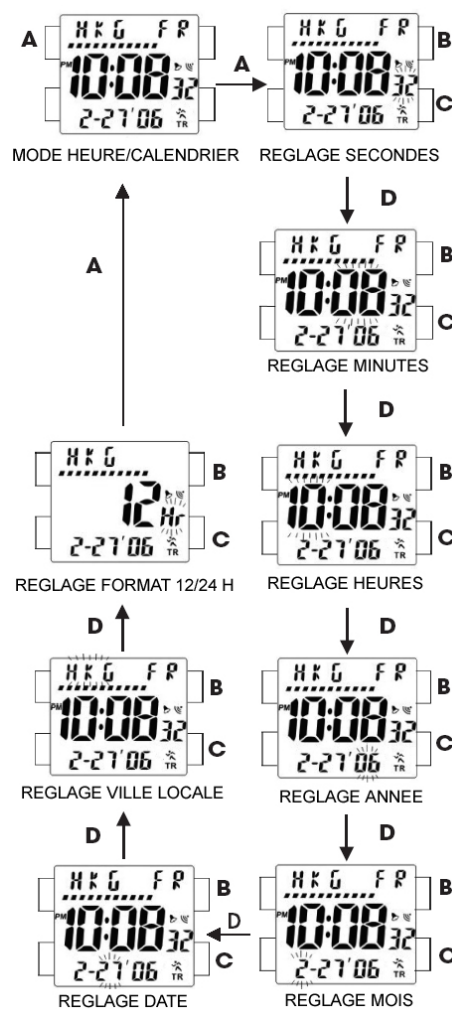 A
HKG FR
PM 10:08 32
2-27'06 TR
MODE HEURE/CALENDRIER
A
HKG FR
PM 10:08 32
2-27'06 TR
B
C
REGLAGE SECONDES
D
HKG FR
PM 10:08 32
2-27'06 TR
B
C
REGLAGE MINUTES
D
HKG FR
PM 10:08 32
2-27'06 TR
B
C
REGLAGE HEURES
D
HKG FR
PM 10:08 32
2-27'06 TR
B
C
REGLAGE ANNEE
D
HKG FR
PM 10:08 32
2-27'06 TR
B
C
REGLAGE MOIS
D
HKG FR
PM 10:08 32
2-27'06 TR
B
C
REGLAGE DATE
D
HKG FR
PM 10:08 32
2-27'06 TR
B
C
REGLAGE VILLE LOCALE
D
HKG
12 Hr
2-27'06 TR
B
C
REGLAGE FORMAT 12/24 H
A